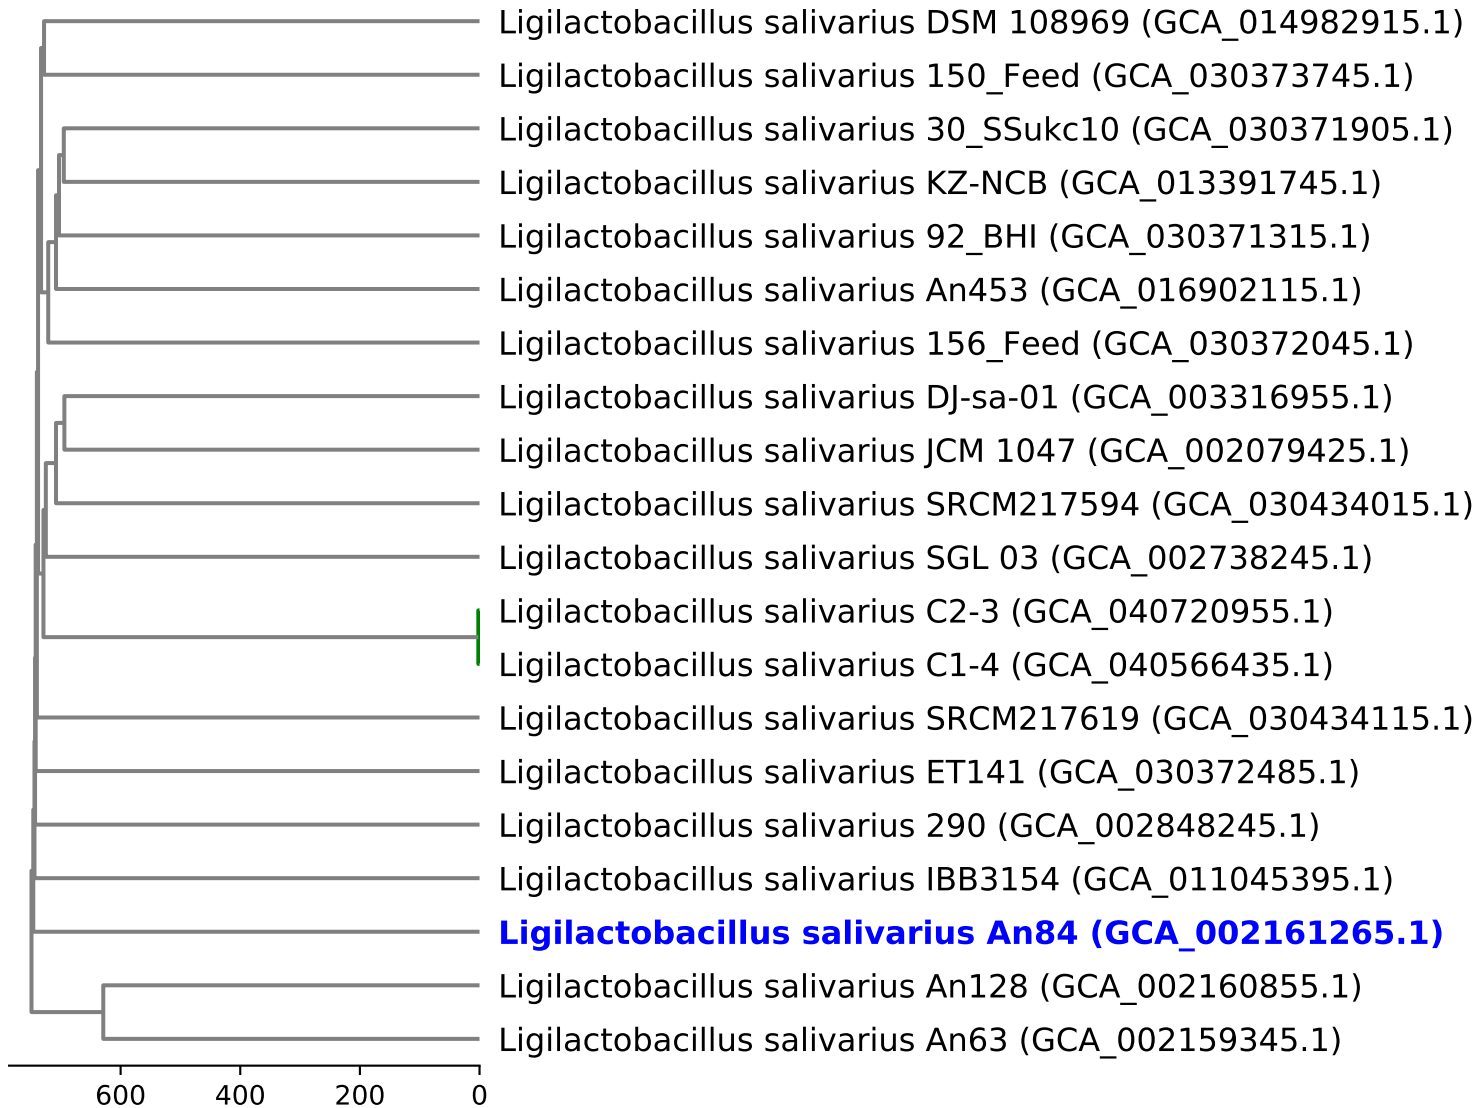 Ligilactobacillus salivarius DSM 108969 (GCA_014982915.1)
Ligilactobacillus salivarius 150_Feed (GCA_030373745.1)
Ligilactobacillus salivarius 30_SSukc10 (GCA_030371905.1)
Ligilactobacillus salivarius KZ-NCB (GCA_013391745.1)
Ligilactobacillus salivarius 92_BHI (GCA_030371315.1)
Ligilactobacillus salivarius An453 (GCA_016902115.1)
Ligilactobacillus salivarius 156_Feed (GCA_030372045.1)
Ligilactobacillus salivarius DJ-sa-01 (GCA_003316955.1)
Ligilactobacillus salivarius JCM 1047 (GCA_002079425.1)
Ligilactobacillus salivarius SRCM217594 (GCA_030434015.1)
Ligilactobacillus salivarius SGL 03 (GCA_002738245.1)
Ligilactobacillus salivarius C2-3 (GCA_040720955.1)
Ligilactobacillus salivarius C1-4 (GCA_040566435.1)
Ligilactobacillus salivarius SRCM217619 (GCA_030434115.1)
Ligilactobacillus salivarius ET141 (GCA_030372485.1)
Ligilactobacillus salivarius 290 (GCA_002848245.1)
Ligilactobacillus salivarius IBB3154 (GCA_011045395.1)
Ligilactobacillus salivarius An84 (GCA_002161265.1)
Ligilactobacillus salivarius An128 (GCA_002160855.1)
Ligilactobacillus salivarius An63 (GCA_002159345.1)
600 400 200 0